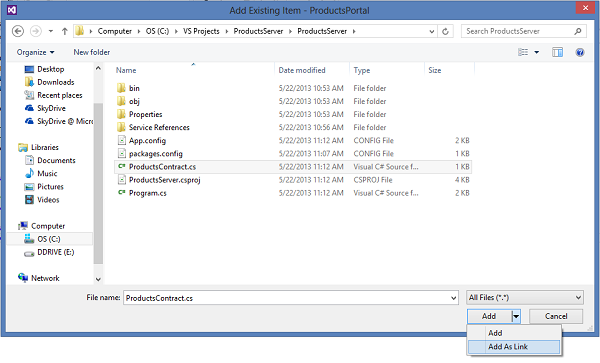 Add Existing Item - ProductsPortal
Computer OS (C:) VS Projects ProductsServer ProductsServer
Search ProductsServer
Organize New folder
Name Date modified Type Size
Desktop
Downloads
Recent places
SkyDrive
SkyDrive @ Micro
Libraries
Documents
Music
Pictures
Videos
Computer
OS (C:)
DDRIVE (E:)
Network
bin 5/22/2013 10:53 AM File folder
obj 5/22/2013 10:53 AM File folder
Properties 5/22/2013 10:53 AM File folder
Service References 5/22/2013 10:56 AM File folder
App.config 5/22/2013 11:12 AM CONFIG File 2 KB
packages.config 5/22/2013 11:07 AM CONFIG File 1 KB
ProductsContract.cs 5/22/2013 11:12 AM Visual C# Source f... 1 KB
ProductsServer.csproj 5/22/2013 11:12 AM CSPROJ File 4 KB
Program.cs 5/22/2013 11:12 AM Visual C# Source f... 2 KB
File name: ProductsContract.cs
All Files (*.*)
Add Cancel
Add
Add As Link